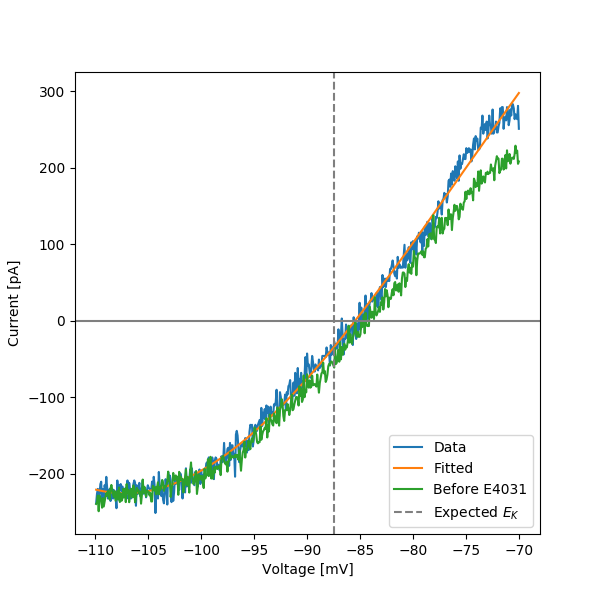 300
200
100
0
−100
−200
Current [pA]
Data
Fitted
Before E4031
Expected E_K
−110 −105 −100 −95 −90 −85 −80 −75 −70
Voltage [mV]